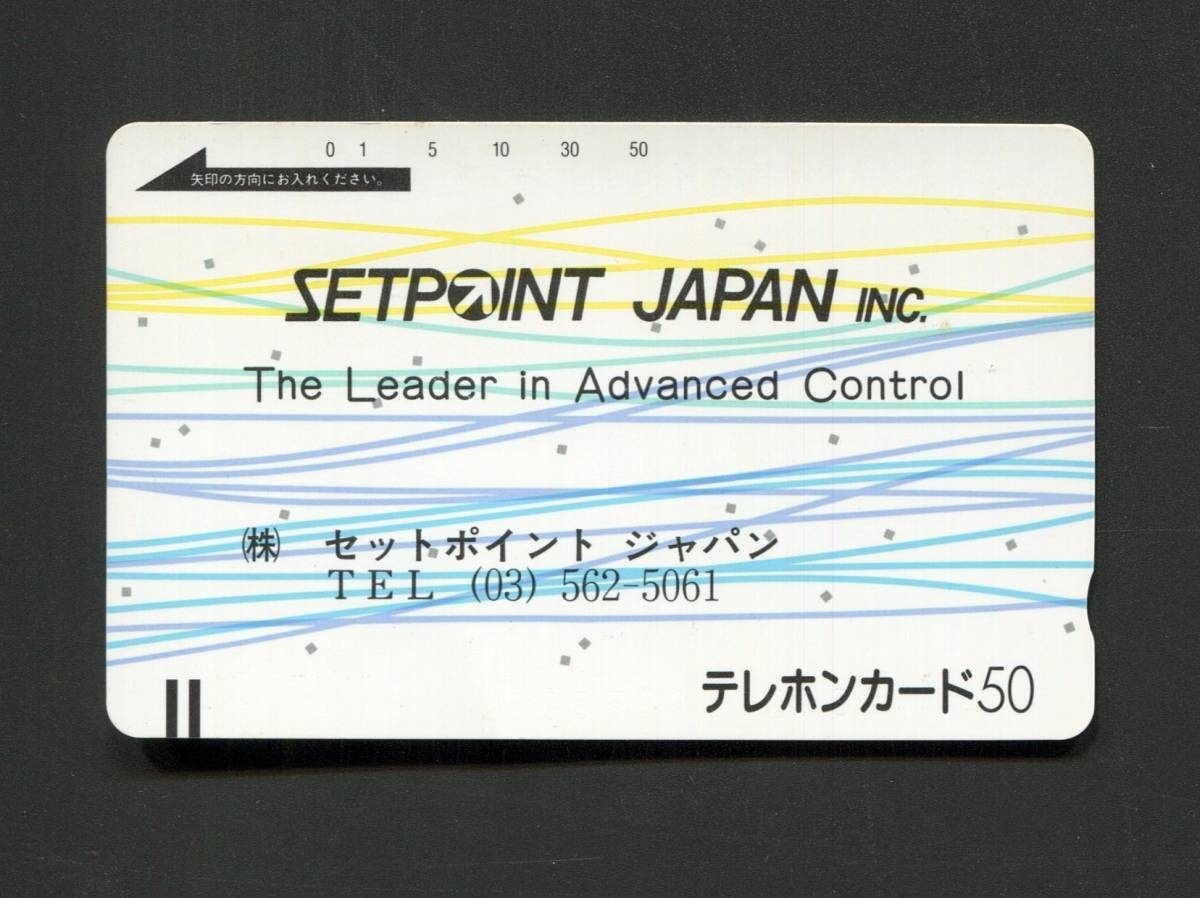 0 1 5 10 30 50
矢印の方向にお入れください。
SETPOINT JAPAN INC.
The Leader in Advanced Control
㈱ セットポイント ジャパン
TEL (03) 562-5061
テレホンカード50